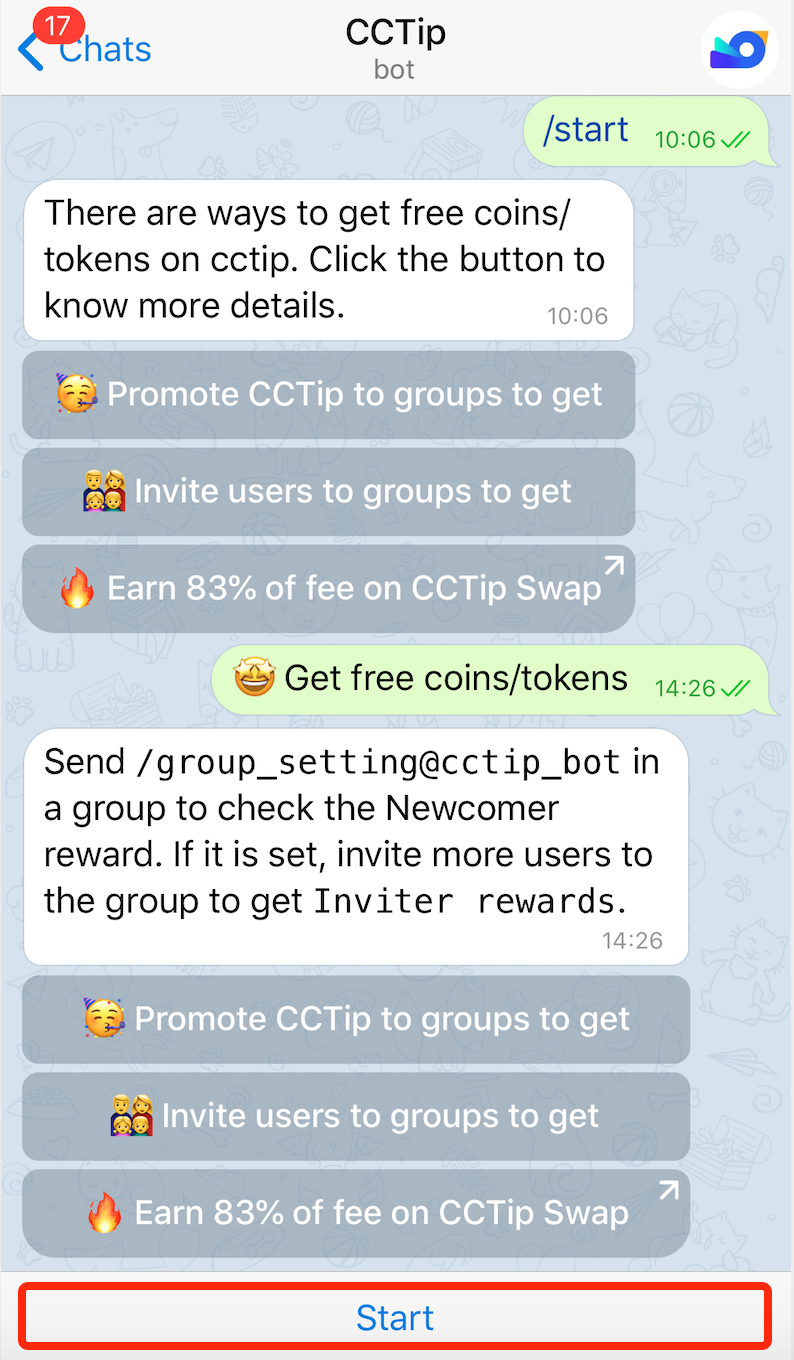 17
Chats
CCTip
bot
/start 10:06
There are ways to get free coins/
tokens on cctip. Click the button to
know more details.
10:06
🥳 Promote CCTip to groups to get
👨‍👩‍👧‍👦 Invite users to groups to get
🔥 Earn 83% of fee on CCTip Swap
🤩 Get free coins/tokens 14:26
Send /group_setting@cctip_bot in
a group to check the Newcomer
reward. If it is set, invite more users to
the group to get Inviter rewards.
14:26
🥳 Promote CCTip to groups to get
👨‍👩‍👧‍👦 Invite users to groups to get
🔥 Earn 83% of fee on CCTip Swap
Start